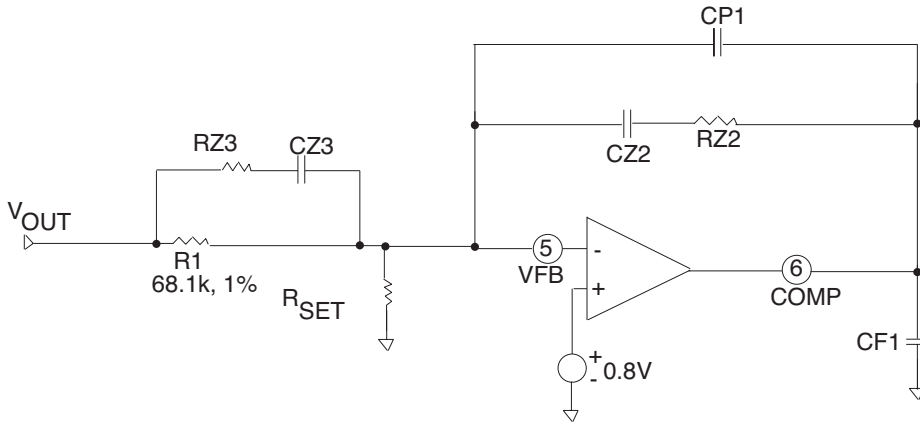 CP1
CZ2
RZ2
RZ3
CZ3
VOUT
R1
68.1k, 1%
RSET
5
VFB
-
+
6
COMP
CF1
+
-
0.8V